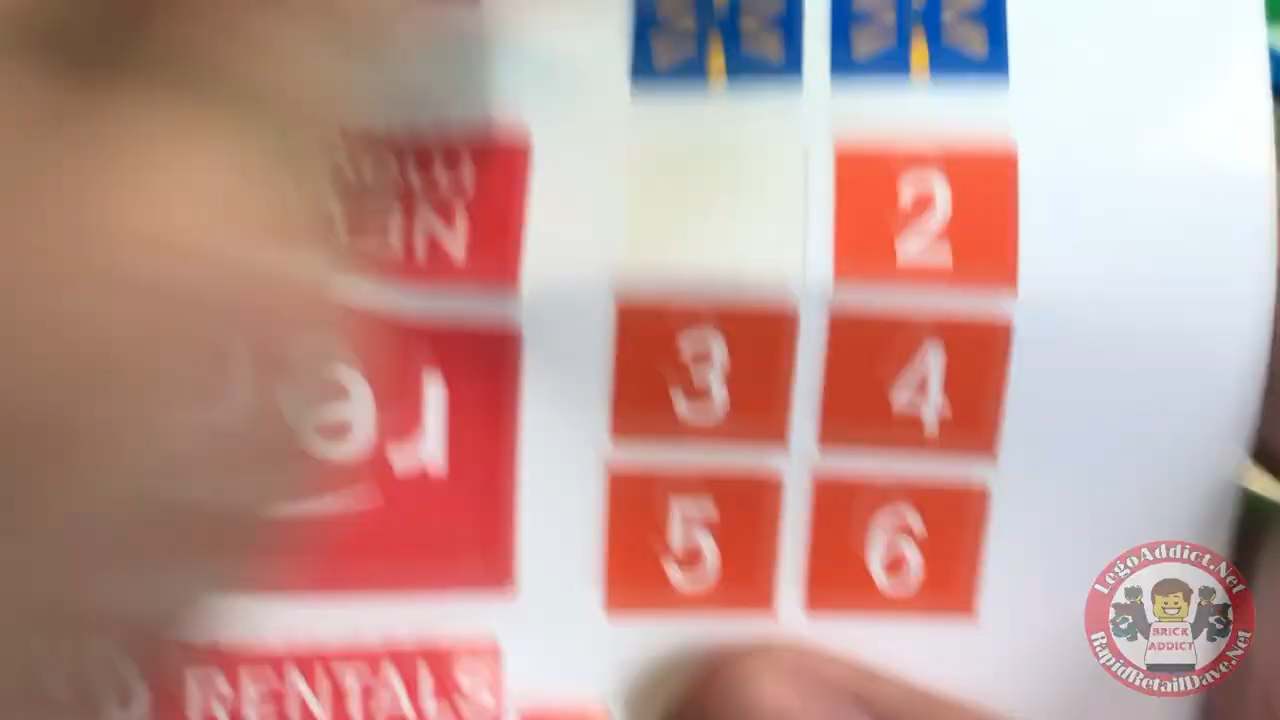 2
3
4
5
6
RENTALS
LegoAddict.Net
BRICK
ADDICT
RapidRetailDave.Net